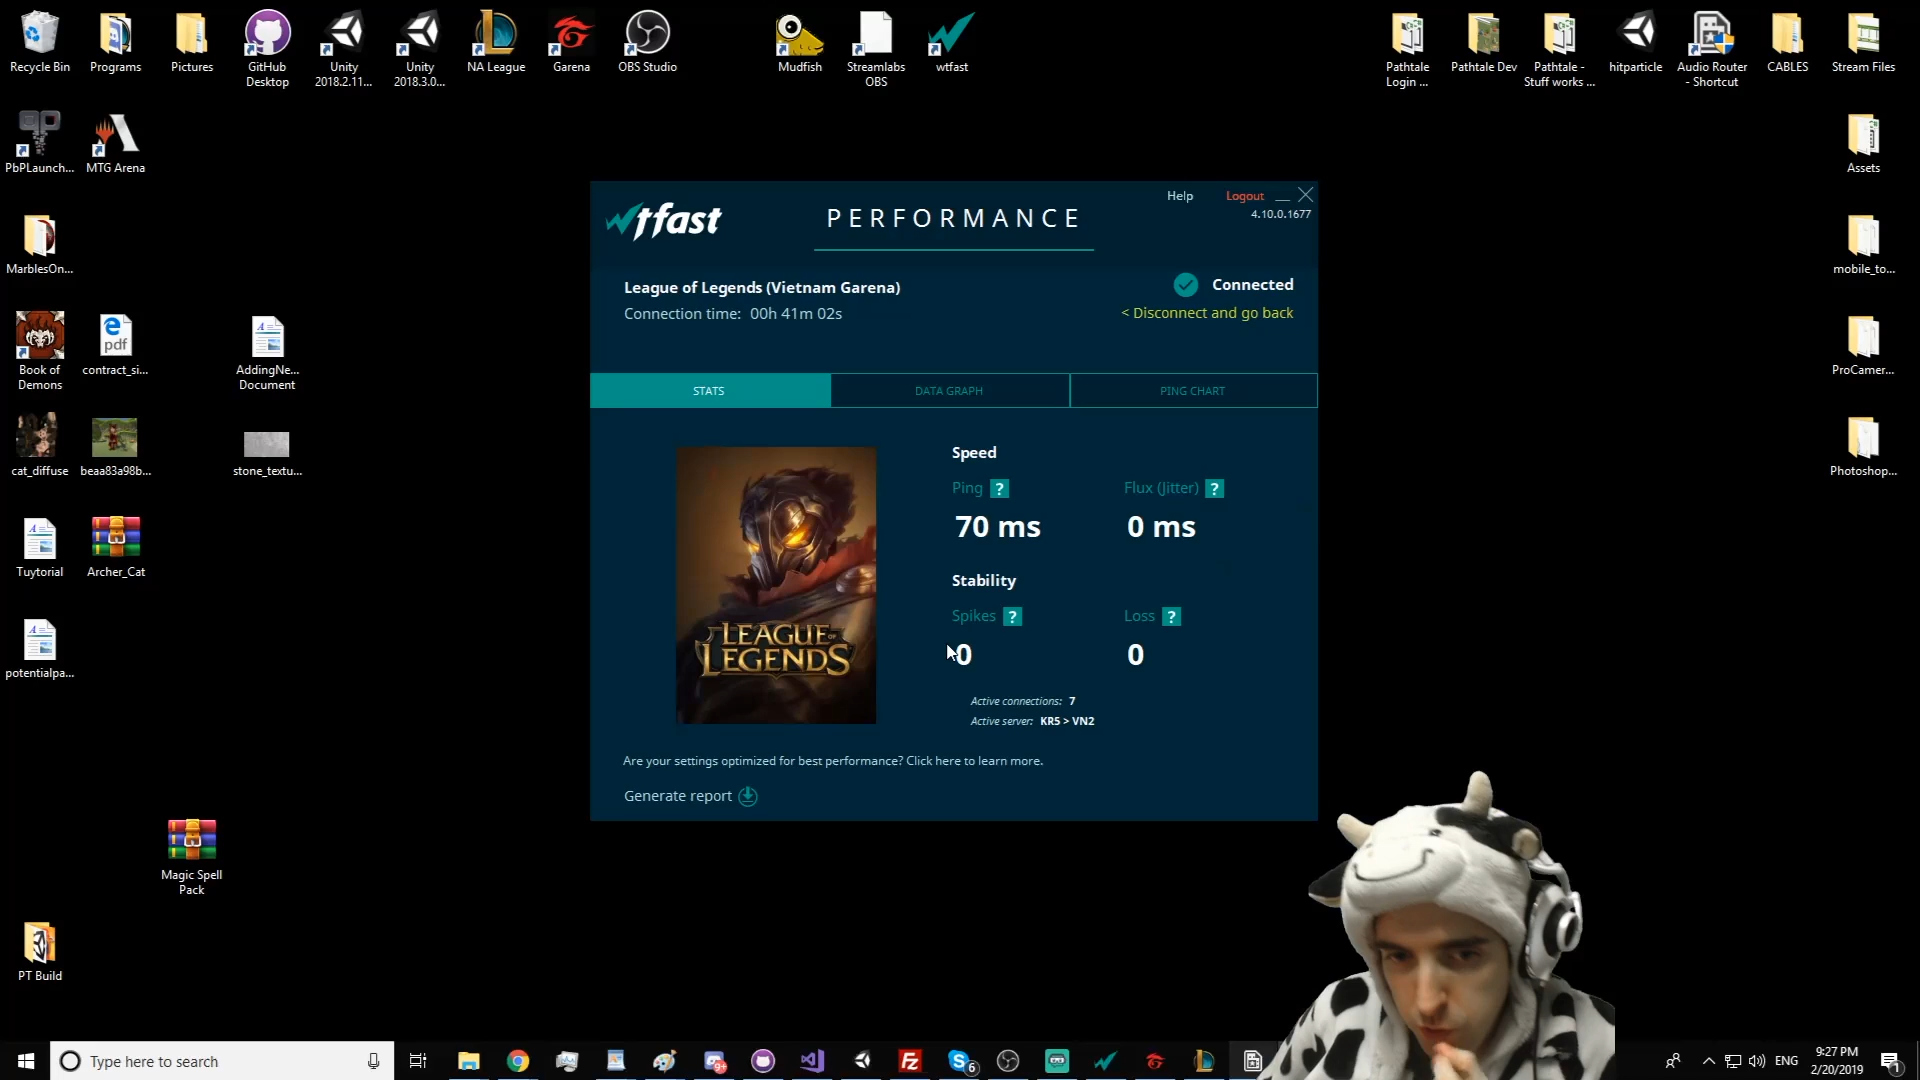 Recycle Bin
Programs
Pictures
GitHub Desktop
Unity 2018.2.11...
Unity 2018.3.0...
NA League
Garena
OBS Studio
Mudfish
Streamlabs OBS
wtfast
Pathtale Login ...
Pathtale Dev
Pathtale - Stuff works ...
hitparticle
Audio Router - Shortcut
CABLES
Stream Files
PbPLaunch...
MTG Arena
Assets
MarblesOn...
mobile_to...
Book of Demons
contract_si...
pdf
AddingNe... Document
ProCamer...
cat_diffuse
beaa83a98b...
stone_textu...
Photoshop...
Tuytorial
Archer_Cat
potentialpa...
Magic Spell Pack
PT Build
wtfast
PERFORMANCE
Help
Logout
4.10.0.1677
League of Legends (Vietnam Garena)
Connected
Connection time: 00h 41m 02s
< Disconnect and go back
STATS
DATA GRAPH
PING CHART
LEAGUE OF
LEGENDS
Speed
Ping ?
Flux (Jitter) ?
70 ms
0 ms
Stability
Spikes ?
Loss ?
0
0
Active connections: 7
Active server: KR5 > VN2
Are your settings optimized for best performance? Click here to learn more.
Generate report
Type here to search
9+
Fz
6
ENG
9:27 PM
2/20/2019
1